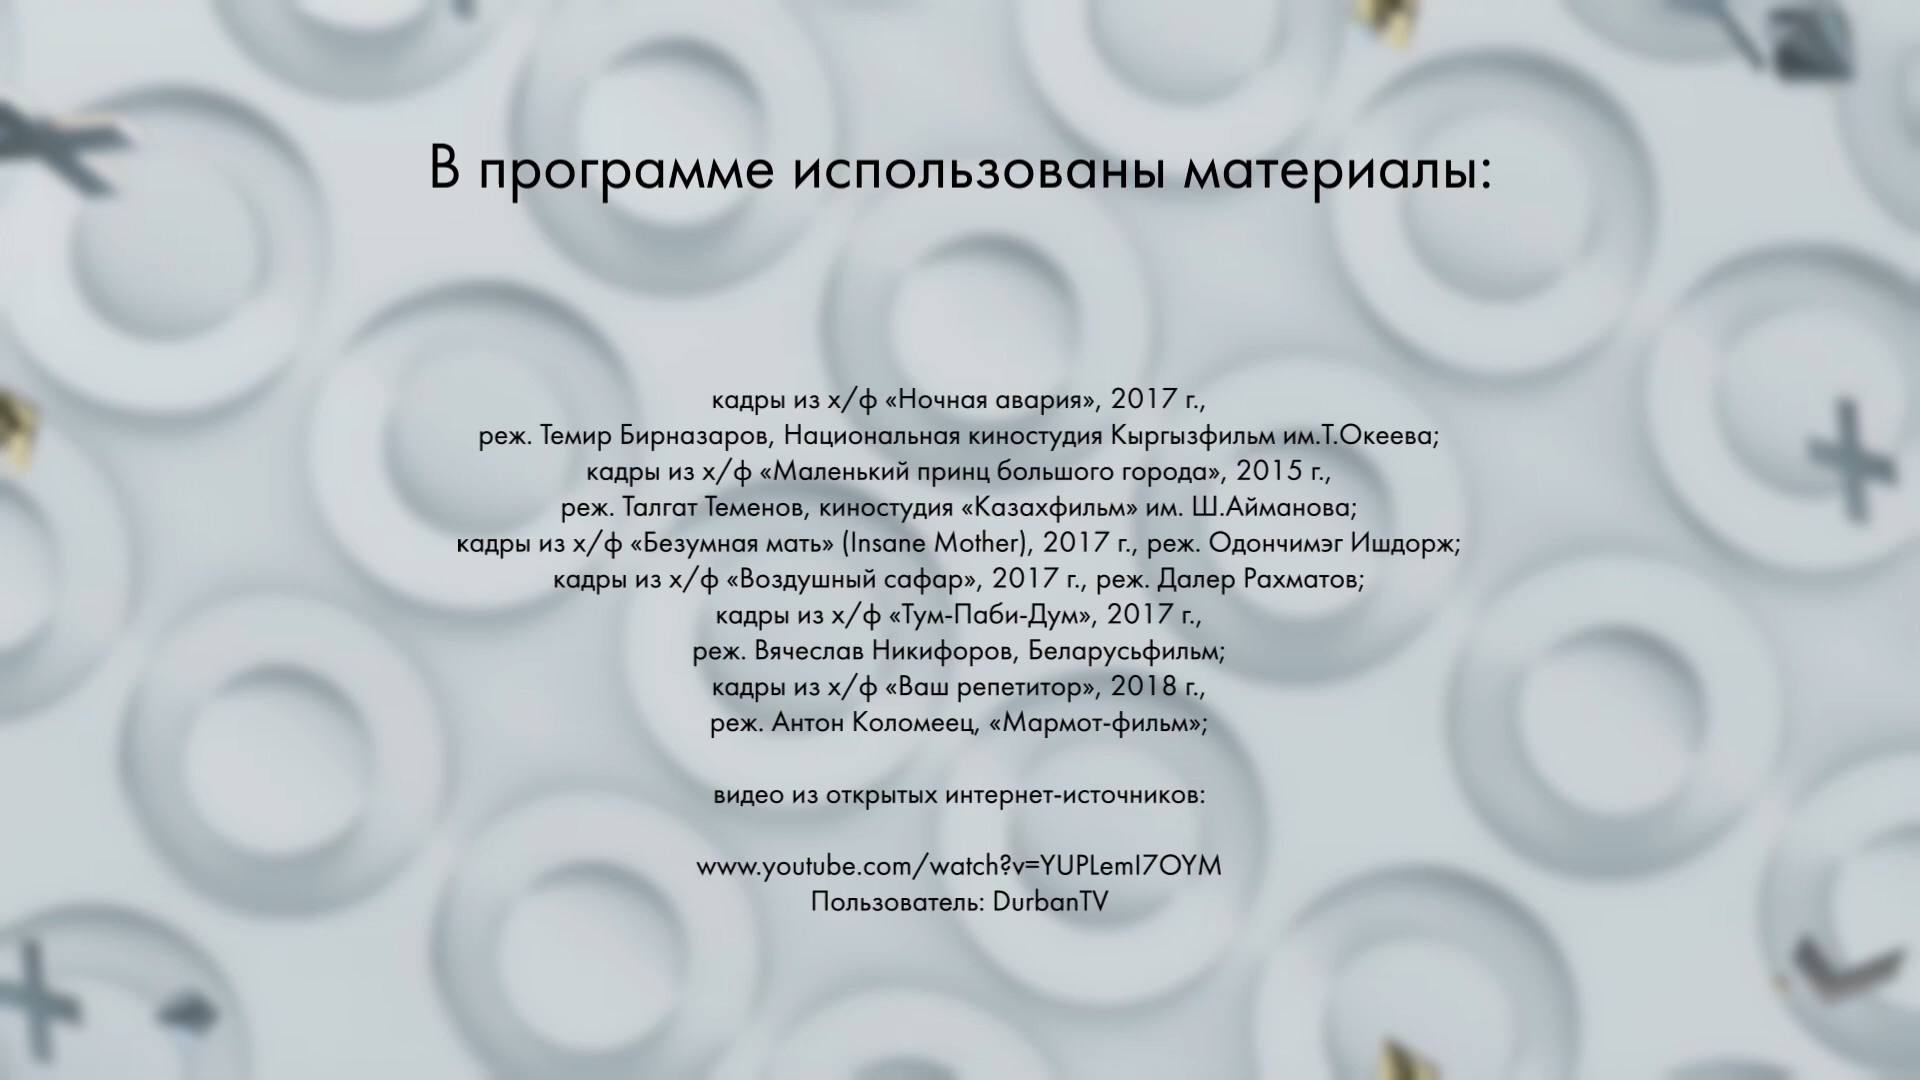 В программе использованы материалы:
кадры из х/ф «Ночная авария», 2017 г.,
реж. Темир Бирназаров, Национальная киностудия Кыргызфильм им.Т.Океева;
кадры из х/ф «Маленький принц большого города», 2015 г.,
реж. Талгат Теменов, киностудия «Казахфильм» им. Ш.Айманова;
кадры из х/ф «Безумная мать» (Insane Mother), 2017 г., реж. Одончимэг Ишдорж;
кадры из х/ф «Воздушный сафар», 2017 г., реж. Далер Рахматов;
кадры из х/ф «Тум-Паби-Дум», 2017 г.,
реж. Вячеслав Никифоров, Беларусьфильм;
кадры из х/ф «Ваш репетитор», 2018 г.,
реж. Антон Коломеец, «Мармот-фильм»;
видео из открытых интернет-источников:
www.youtube.com/watch?v=YUPLemI7OYM
Пользователь: DurbanTV